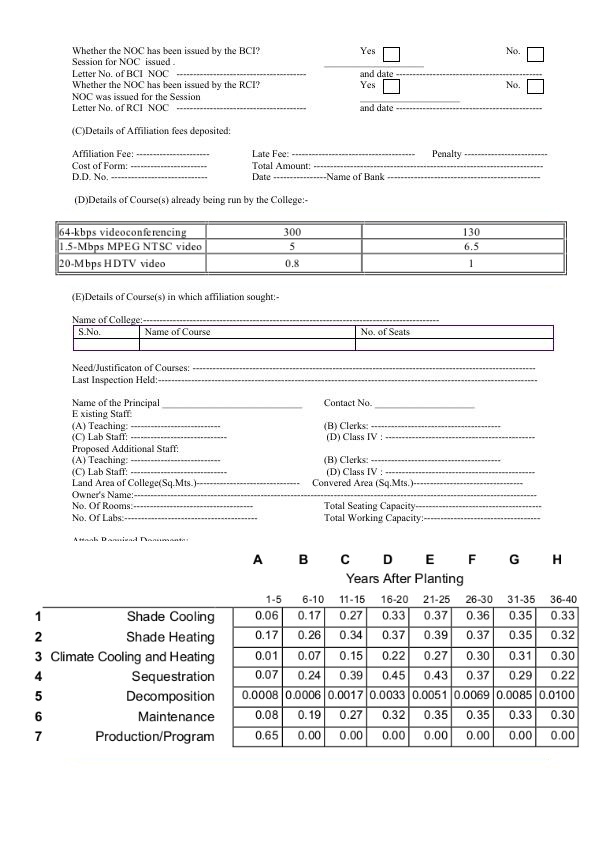 Whether the NOC has been issued by the BCI? Yes No.
Session for NOC issued . ____________________
Letter No. of BCI NOC -------------------------------- and date ------------------------------------
Whether the NOC has been issued by the RCI? Yes No.
NOC was issued for the Session ____________________
Letter No. of RCI NOC -------------------------------- and date ------------------------------------
(C)Details of Affiliation fees deposited:
Affiliation Fee: ------------------ Late Fee: ------------------------------ Penalty --------------------
Cost of Form: ------------------- Total Amount: --------------------------------------------------------
D.D. No. ------------------------ Date -------------Name of Bank --------------------------------------
(D)Details of Course(s) already being run by the College:-
64-kbps videoconferencing 300 130
1.5-Mbps MPEG NTSC video 5 6.5
20-Mbps HDTV video 0.8 1
(E)Details of Course(s) in which affiliation sought:-
Name of College:-------------------------------------------------------------------------
S.No. Name of Course No. of Seats
Need/Justificaton of Courses: ------------------------------------------------------------------------------------
Last Inspection Held:----------------------------------------------------------------------------------------------
Name of the Principal ____________________________ Contact No. ____________________
E xisting Staff:
(A) Teaching: ---------------------- (B) Clerks: --------------------------------
(C) Lab Staff: ------------------------ (D) Class IV : --------------------------------------
Proposed Additional Staff:
(A) Teaching: ---------------------- (B) Clerks: --------------------------------
(C) Lab Staff: ------------------------ (D) Class IV : --------------------------------------
Land Area of College(Sq.Mts.)-------------------------- Convered Area (Sq.Mts.)---------------------------
Owner's Name:----------------------------------------------------------------------------------------------------
No. Of Rooms:----------------------------- Total Seating Capacity------------------------------
No. Of Labs:-------------------------------- Total Working Capacity:-----------------------------
Attach Required Documents:-
A B C D E F G H
Years After Planting
1-5 6-10 11-15 16-20 21-25 26-30 31-35 36-40
1 Shade Cooling 0.06 0.17 0.27 0.33 0.37 0.36 0.35 0.33
2 Shade Heating 0.17 0.26 0.34 0.37 0.39 0.37 0.35 0.32
3 Climate Cooling and Heating 0.01 0.07 0.15 0.22 0.27 0.30 0.31 0.30
4 Sequestration 0.07 0.24 0.39 0.45 0.43 0.37 0.29 0.22
5 Decomposition 0.0008 0.0006 0.0017 0.0033 0.0051 0.0069 0.0085 0.0100
6 Maintenance 0.08 0.19 0.27 0.32 0.35 0.35 0.33 0.30
7 Production/Program 0.65 0.00 0.00 0.00 0.00 0.00 0.00 0.00